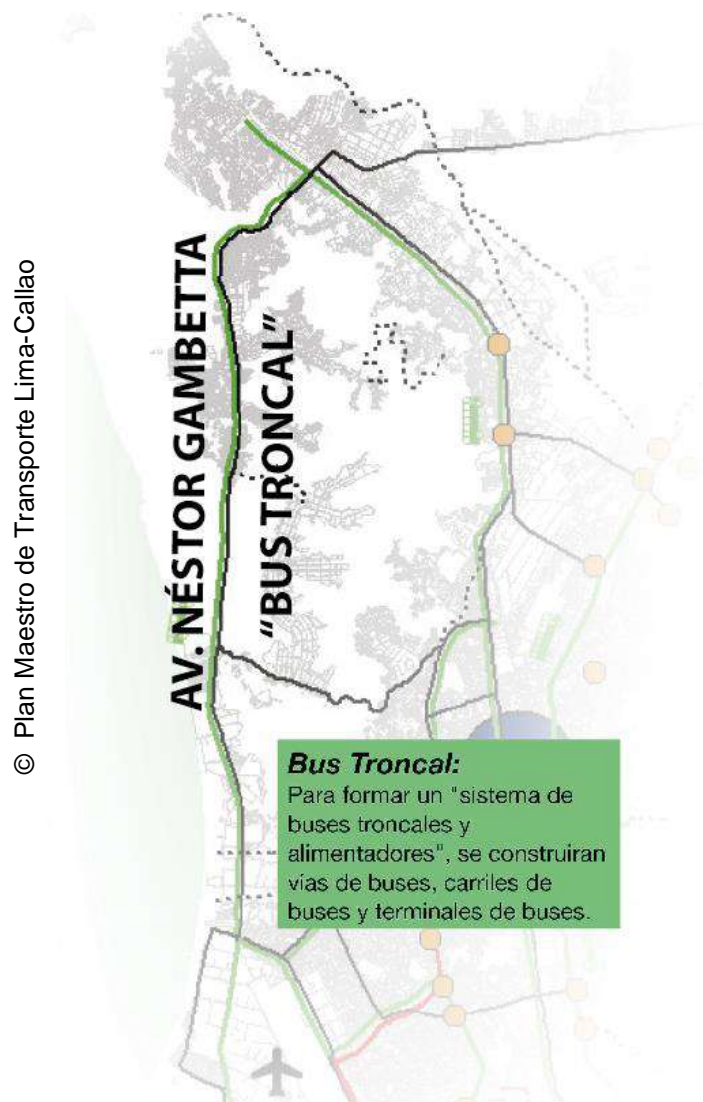 © Plan Maestro de Transporte Lima-Callao
AV. NÉSTOR GAMBETTA
“BUS TRONCAL”
Bus Troncal:
Para formar un "sistema de
buses troncales y
alimentadores", se construiran
vías de buses, carriles de
buses y terminales de buses.